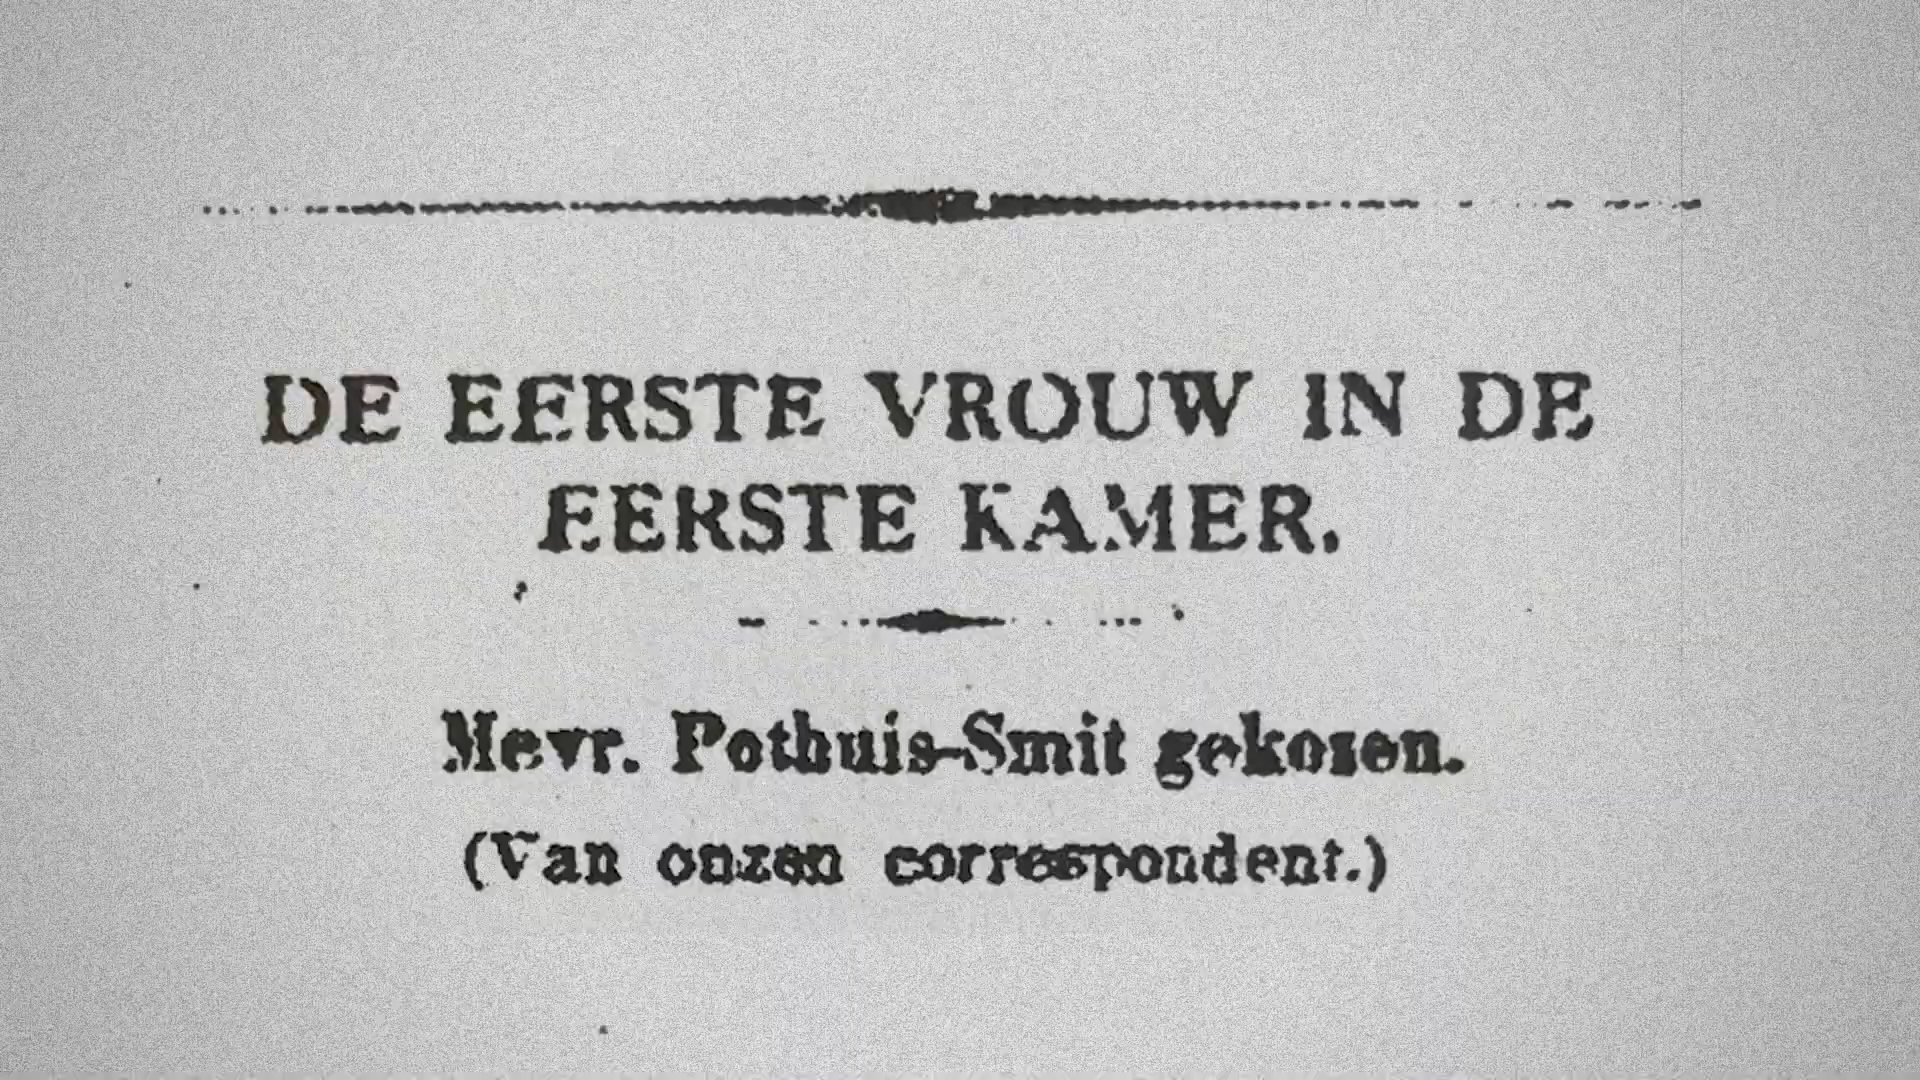 DE EERSTE VROUW IN DE
EERSTE KAMER.
Mevr. Pothuis-Smit gekozen.
(Van onzen correspondent.)